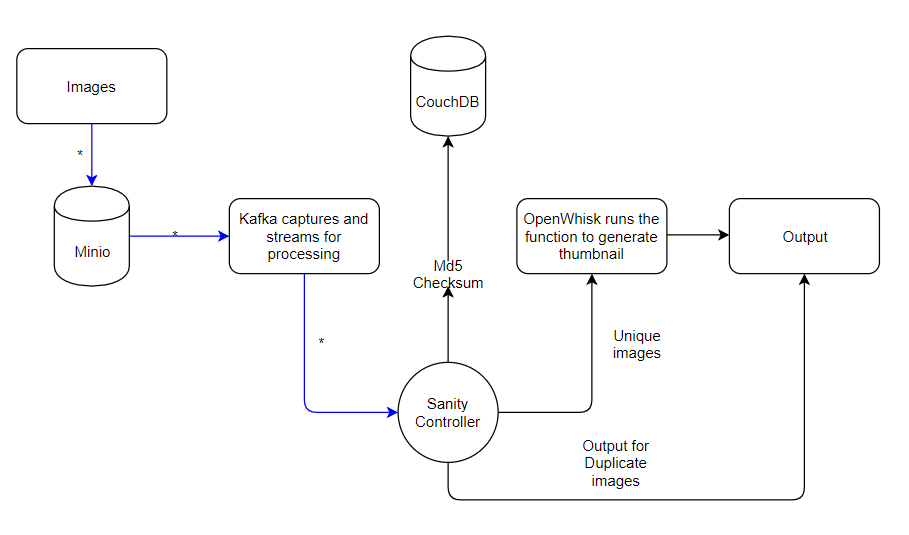 CouchDB
Images
*
Minio
*
Kafka captures and
streams for
processing
OpenWhisk runs the
function to generate
thumbnail
Output
Md5
Checksum
*
Unique
images
Sanity
Controller
Output for
Duplicate
images